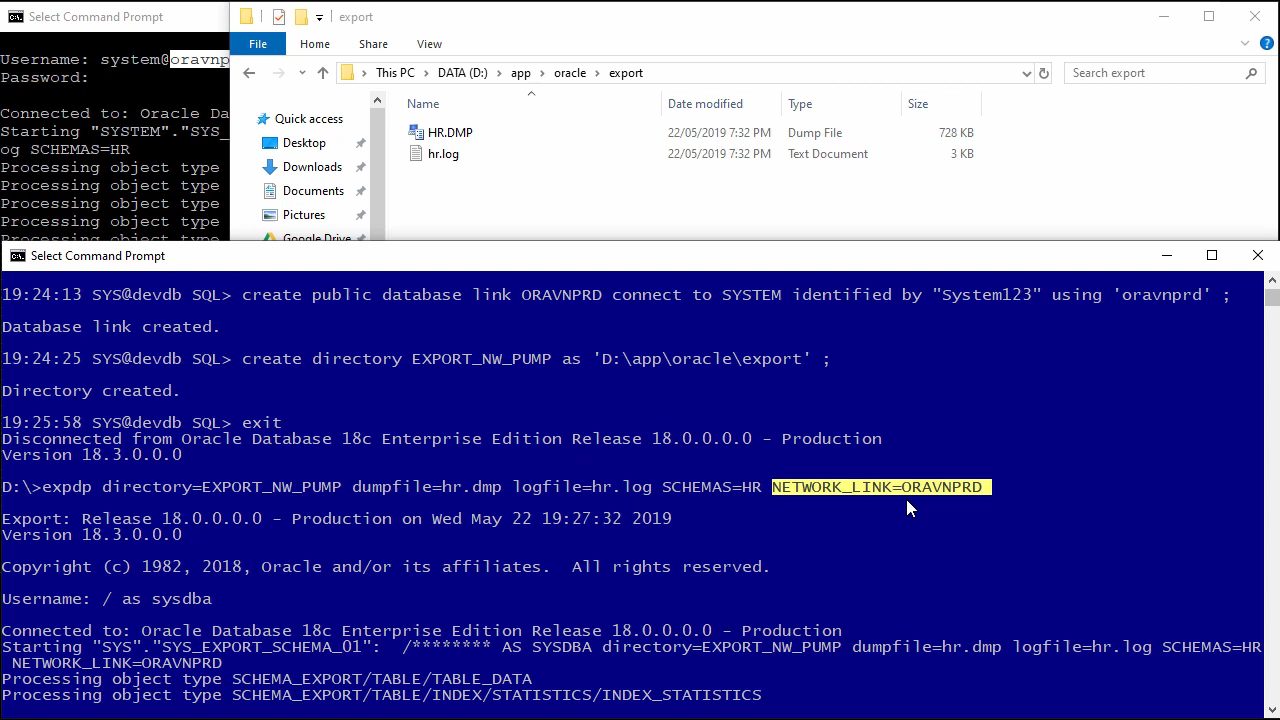 Select Command Prompt
export
File Home Share View
This PC DATA (D:) app oracle export
Search export
Username: system@oravnp
Password:
Connected to: Oracle Da
Starting "SYSTEM"."SYS_
og SCHEMAS=HR
Processing object type
Processing object type
Processing object type
Processing object type
Processing object type
Quick access
Desktop
Downloads
Documents
Pictures
Google Drive
Name Date modified Type Size
HR.DMP 22/05/2019 7:32 PM Dump File 728 KB
hr.log 22/05/2019 7:32 PM Text Document 3 KB
Select Command Prompt
19:24:13 SYS@devdb SQL> create public database link ORAVNPRD connect to SYSTEM identified by "System123" using 'oravnprd' ;
Database link created.
19:24:25 SYS@devdb SQL> create directory EXPORT_NW_PUMP as 'D:\app\oracle\export' ;
Directory created.
19:25:58 SYS@devdb SQL> exit
Disconnected from Oracle Database 18c Enterprise Edition Release 18.0.0.0.0 - Production
Version 18.3.0.0.0
D:\>expdp directory=EXPORT_NW_PUMP dumpfile=hr.dmp logfile=hr.log SCHEMAS=HR NETWORK_LINK=ORAVNPRD
Export: Release 18.0.0.0.0 - Production on Wed May 22 19:27:32 2019
Version 18.3.0.0.0
Copyright (c) 1982, 2018, Oracle and/or its affiliates.  All rights reserved.
Username: / as sysdba
Connected to: Oracle Database 18c Enterprise Edition Release 18.0.0.0.0 - Production
Starting "SYS"."SYS_EXPORT_SCHEMA_01":  /******** AS SYSDBA directory=EXPORT_NW_PUMP dumpfile=hr.dmp logfile=hr.log SCHEMAS=HR
NETWORK_LINK=ORAVNPRD
Processing object type SCHEMA_EXPORT/TABLE/TABLE_DATA
Processing object type SCHEMA_EXPORT/TABLE/INDEX/STATISTICS/INDEX_STATISTICS